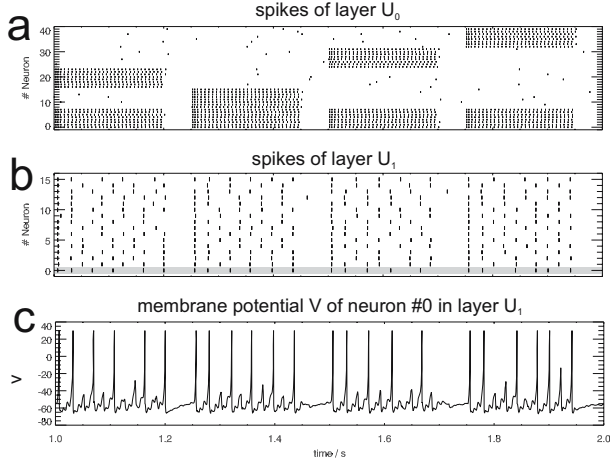 a
spikes of layer U0
40
30
20
10
0
# Neuron
b
spikes of layer U1
15
10
5
0
# Neuron
c
membrane potential V of neuron #0 in layer U1
40
20
0
-20
-40
-60
-80
V
1.0 1.2 1.4 1.6 1.8 2.0
time / s